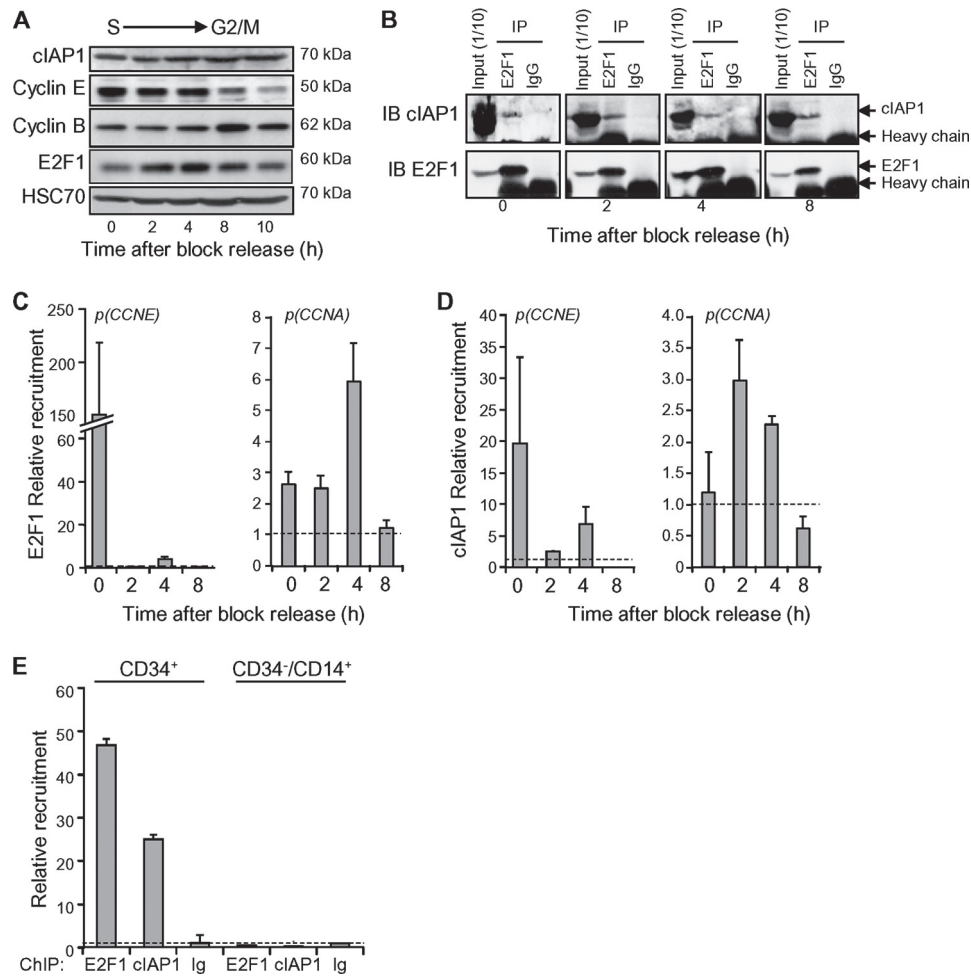 A
S G2/M
cIAP1 70 kDa
Cyclin E 50 kDa
Cyclin B 62 kDa
E2F1 60 kDa
HSC70 70 kDa
0 2 4 8 10
Time after block release (h)
B
IP IP IP IP
Input (1/10) E2F1 IgG Input (1/10) E2F1 IgG Input (1/10) E2F1 IgG Input (1/10) E2F1 IgG
IB cIAP1 cIAP1
Heavy chain
IB E2F1 E2F1
Heavy chain
0 2 4 8
Time after block release (h)
C
E2F1 Relative recruitment
p(CCNE)
250
200
150
60
40
20
0
0 2 4 8
p(CCNA)
8
7
6
5
4
3
2
1
0
0 2 4 8
Time after block release (h)
D
cIAP1 Relative recruitment
p(CCNE)
40
35
30
25
20
15
10
5
0
0 2 4 8
p(CCNA)
4.0
3.5
3.0
2.5
2.0
1.5
1.0
0.5
0
0 2 4 8
Time after block release (h)
E
CD34+ CD34-/CD14+
Relative recruitment
60
50
40
30
20
10
0
ChIP: E2F1 cIAP1 Ig E2F1 cIAP1 Ig